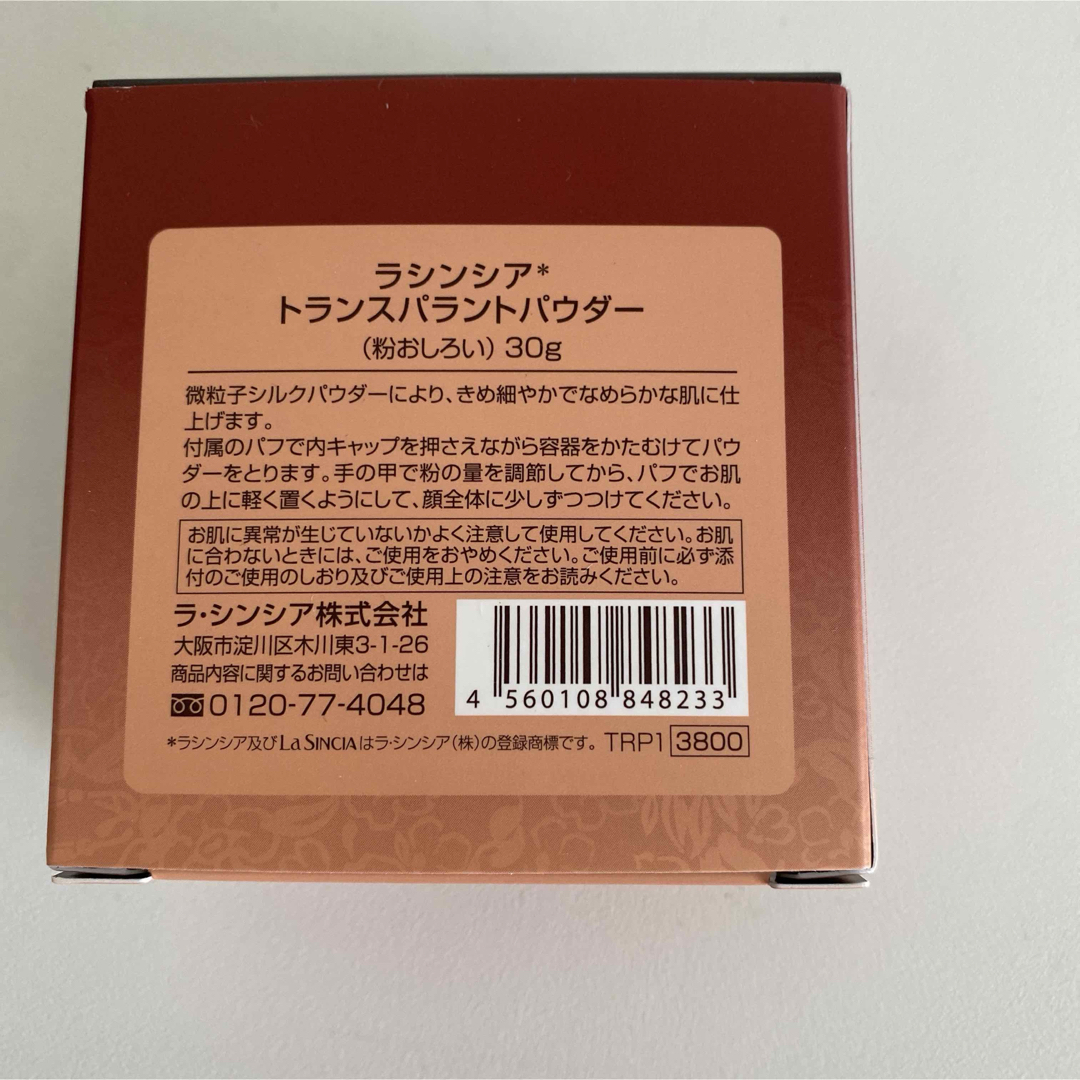 ラシンシア*
トランスパラントパウダー
(粉おしろい) 30g
微粒子シルクパウダーにより、きめ細やかでなめらかな肌に仕
上げます。
付属のパフで内キャップを押さえながら容器をかたむけてパウ
ダーをとります。手の甲で粉の量を調節してから、パフでお肌
の上に軽く置くようにして、顔全体に少しずつつけてください。
お肌に異常が生じていないかよく注意して使用してください。お肌
に合わないときには、ご使用をおやめください。ご使用前に必ず添
付のご使用のしおり及びご使用上の注意をお読みください。
ラ・シンシア株式会社
大阪市淀川区木川東3-1-26
商品内容に関するお問い合わせは
0120-77-4048
4 560108 848233
*ラシンシア及びLA SINCIAはラ・シンシア(株)の登録商標です。 TRP1 3800